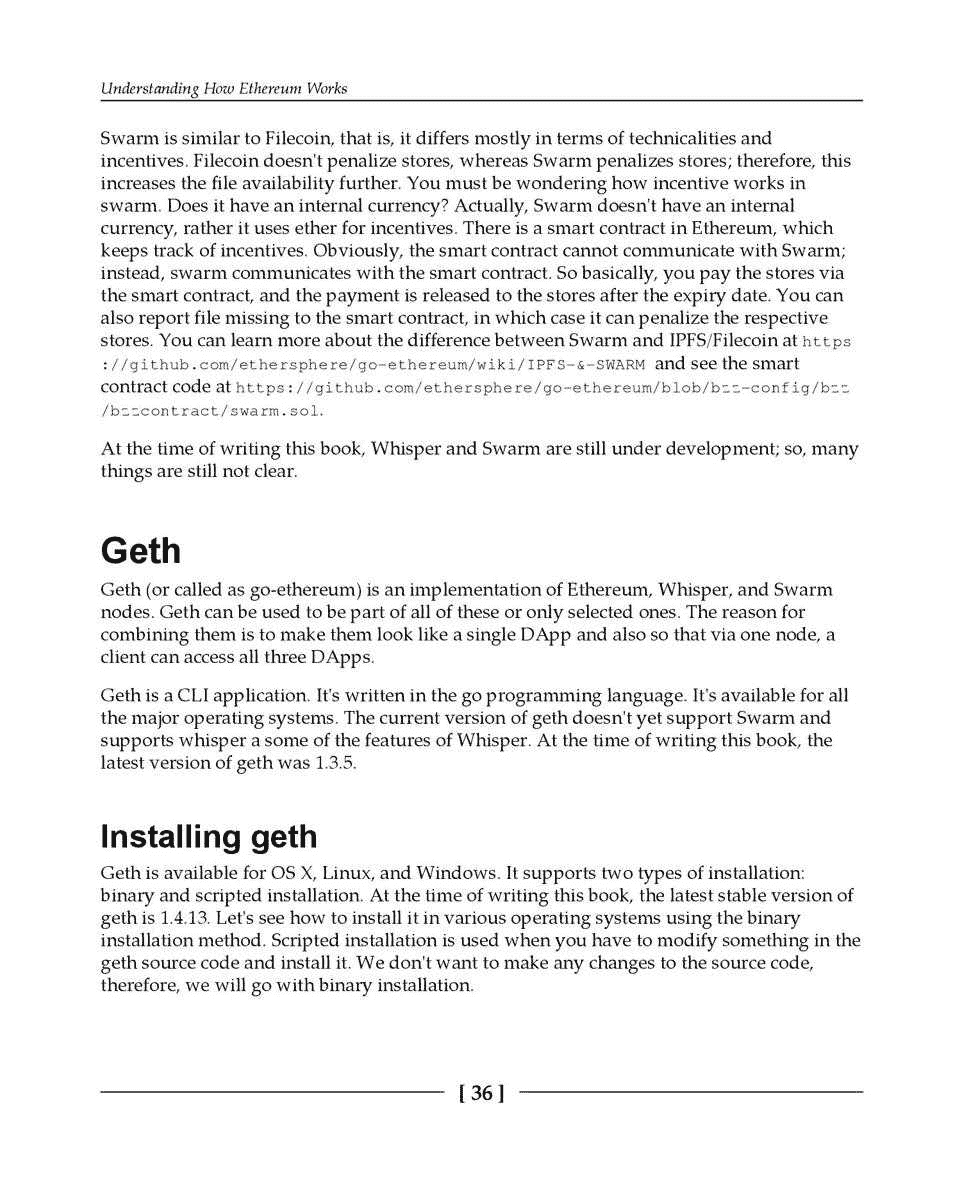 Understanding How Ethereum Works
Swarm is similar to Filecoin, that is, it differs mostly in terms of technicalities and
incentives. Filecoin doesn't penalize stores, whereas Swarm penalizes stores; therefore, this
increases the file availability further. You must be wondering how incentive works in
swarm. Does it have an internal currency? Actually, Swarm doesn't have an internal
currency, rather it uses ether for incentives. There is a smart contract in Ethereum, which
keeps track of incentives. Obviously, the smart contract cannot communicate with Swarm;
instead, swarm communicates with the smart contract. So basically, you pay the stores via
the smart contract, and the payment is released to the stores after the expiry date. You can
also report file missing to the smart contract, in which case it can penalize the respective
stores. You can learn more about the difference between Swarm and IPFS/Filecoin at https
://github.com/ethersphere/go-ethereum/wiki/IPFS-&-SWARM and see the smart
contract code at https://github.com/ethersphere/go-ethereum/blob/bzz-config/bzz
/bzzcontract/swarm.sol.
At the time of writing this book, Whisper and Swarm are still under development; so, many
things are still not clear.
Geth
Geth (or called as go-ethereum) is an implementation of Ethereum, Whisper, and Swarm
nodes. Geth can be used to be part of all of these or only selected ones. The reason for
combining them is to make them look like a single DApp and also so that via one node, a
client can access all three DApps.
Geth is a CLI application. It's written in the go programming language. It's available for all
the major operating systems. The current version of geth doesn't yet support Swarm and
supports whisper a some of the features of Whisper. At the time of writing this book, the
latest version of geth was 1.3.5.
Installing geth
Geth is available for OS X, Linux, and Windows. It supports two types of installation:
binary and scripted installation. At the time of writing this book, the latest stable version of
geth is 1.4.13. Let's see how to install it in various operating systems using the binary
installation method. Scripted installation is used when you have to modify something in the
geth source code and install it. We don't want to make any changes to the source code,
therefore, we will go with binary installation.
[ 36 ]